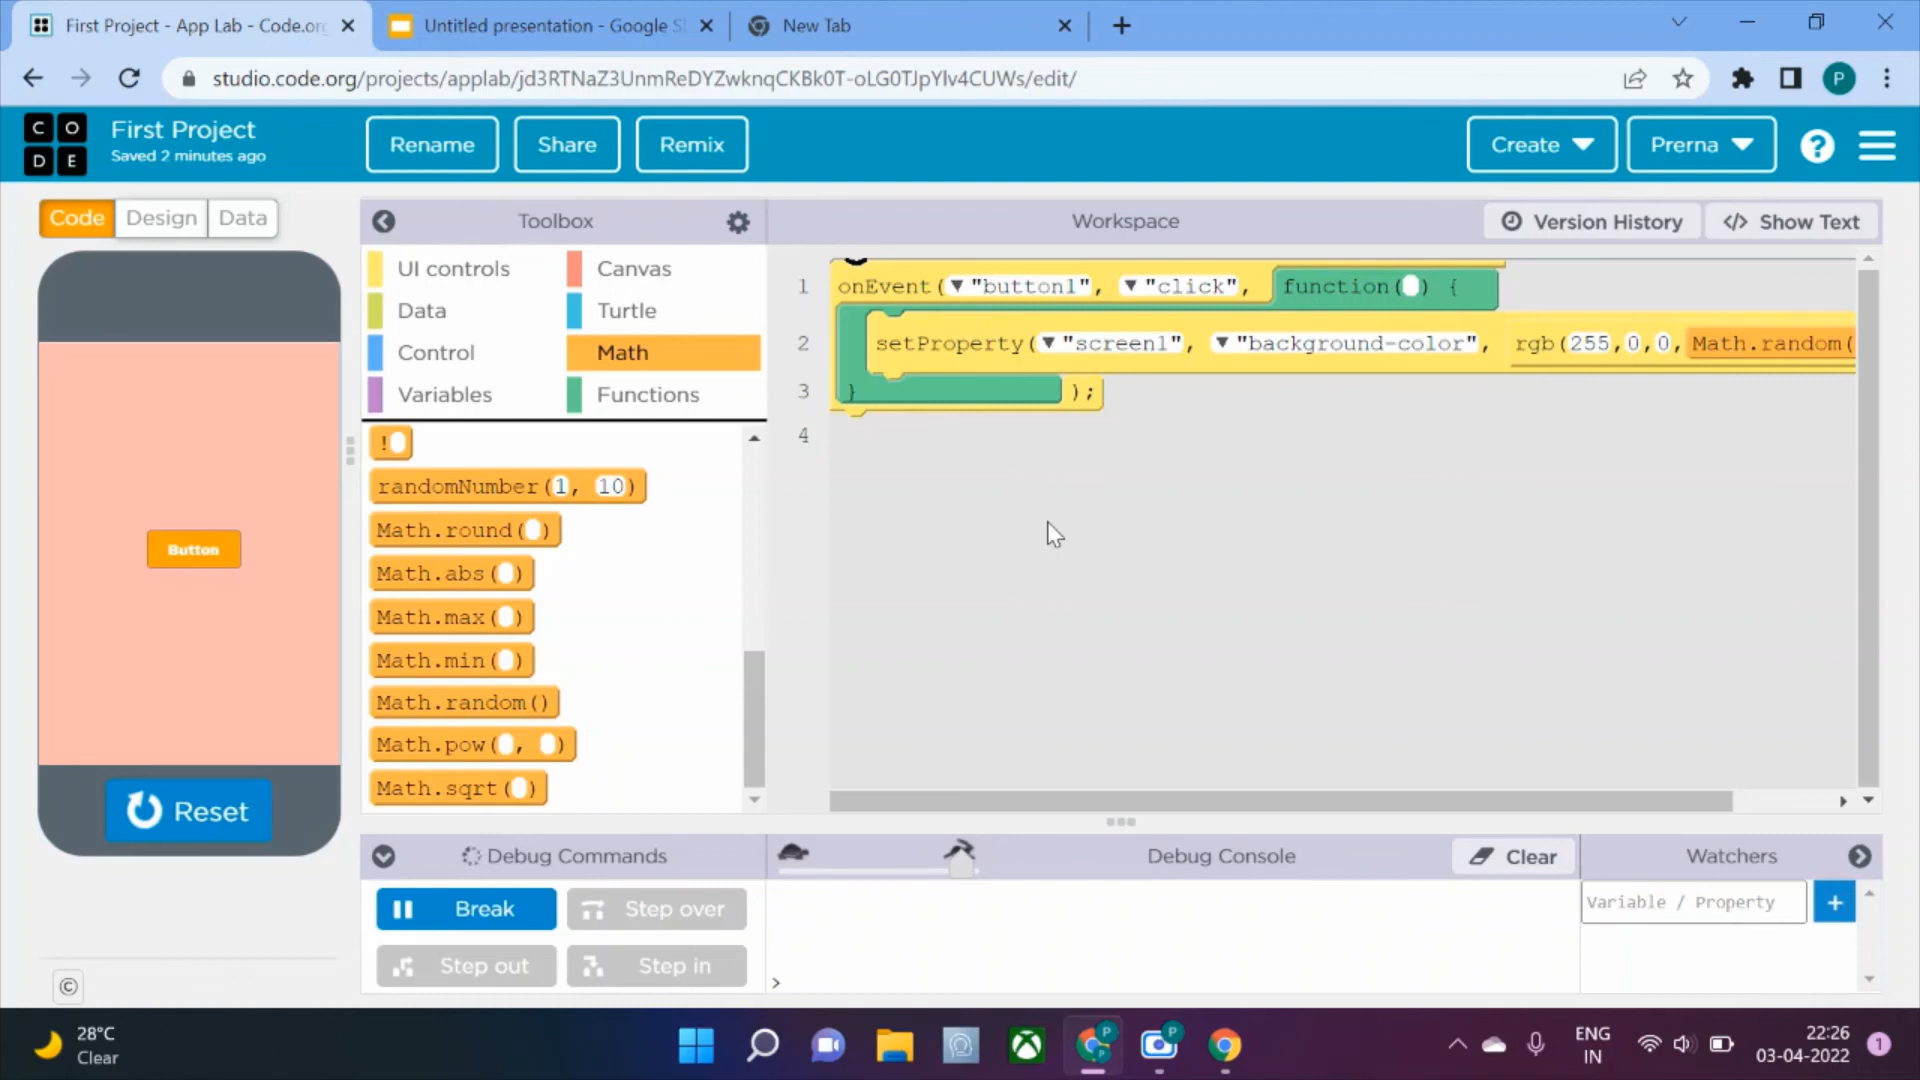 First Project - App Lab - Code.org
Untitled presentation - Google S
New Tab
studio.code.org/projects/applab/jd3RTNaZ3UnmReDYZwknqCKBk0T-oLG0TJpYlv4CUWs/edit/
P
C O D E
First Project
Saved 2 minutes ago
Rename
Share
Remix
Create
Prerna
?
Code
Design
Data
Toolbox
Workspace
Version History
</> Show Text
UI controls
Canvas
Data
Turtle
Control
Math
Variables
Functions
!
randomNumber(1, 10)
Math.round( )
Math.abs( )
Math.max( )
Math.min( )
Math.random()
Math.pow( , )
Math.sqrt( )
1 onEvent(▼"button1", ▼"click", function( ) {
2 setProperty(▼"screen1", ▼"background-color", rgb(255,0,0,Math.random(
3 } );
4
Button
Reset
Debug Commands
Debug Console
Clear
Watchers
Break
Step over
Step out
Step in
Variable / Property
+
>
©
28°C
Clear
P
P
P
ENG
IN
22:26
03-04-2022
1